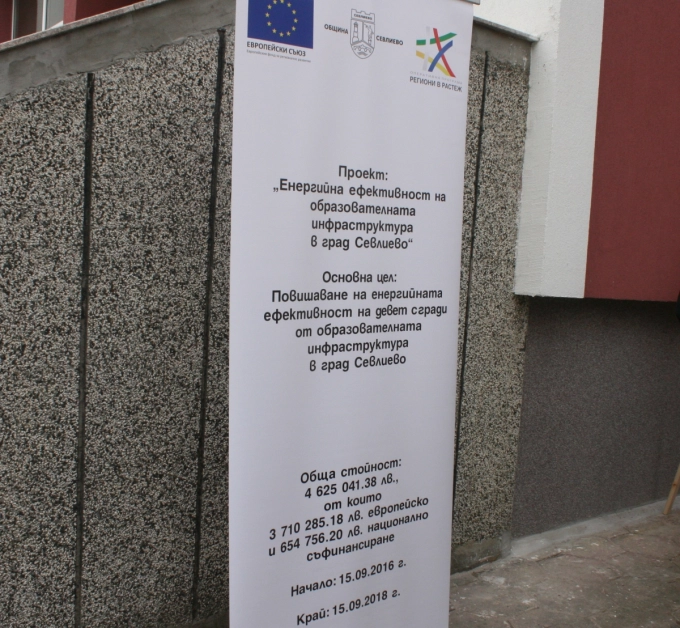 ЕВРОПЕЙСКИ СЪЮЗ
ОБЩИНА СЕВЛИЕВО
РЕГИОНИ В РАСТЕЖ
Проект:
„Енергийна ефективност на
образователната
инфраструктура
в град Севлиево“
Основна цел:
Повишаване на енергийната
ефективност на девет сгради
от образователната
инфраструктура
в град Севлиево
Обща стойност:
4 625 041.38 лв.,
от които
3 710 285.18 лв. европейско
и 654 756.20 лв. национално
съфинансиране
Начало: 15.09.2016 г.
Край: 15.09.2018 г.